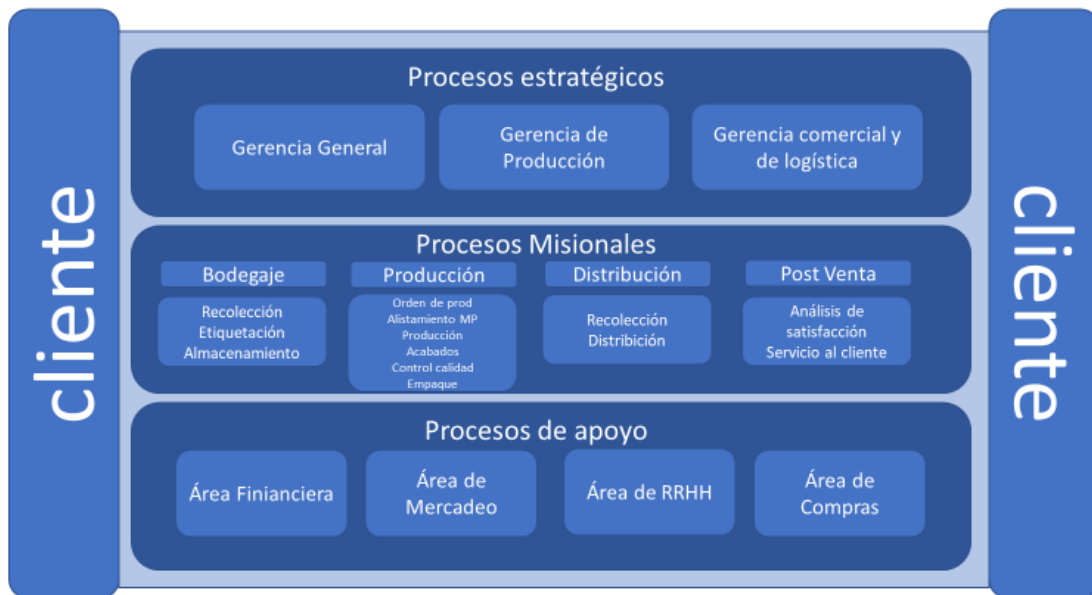 cliente
Procesos estratégicos
Gerencia General
Gerencia de
Producción
Gerencia comercial y
de logística
Procesos Misionales
Bodegaje
Recolección
Etiquetación
Almacenamiento
Producción
Orden de prod
Alistamiento MP
Producción
Acabados
Control calidad
Empaque
Distribución
Recolección
Distribición
Post Venta
Análisis de
satisfacción
Servicio al cliente
Procesos de apoyo
Área Finianciera
Área de
Mercadeo
Área de RRHH
Área de
Compras
cliente